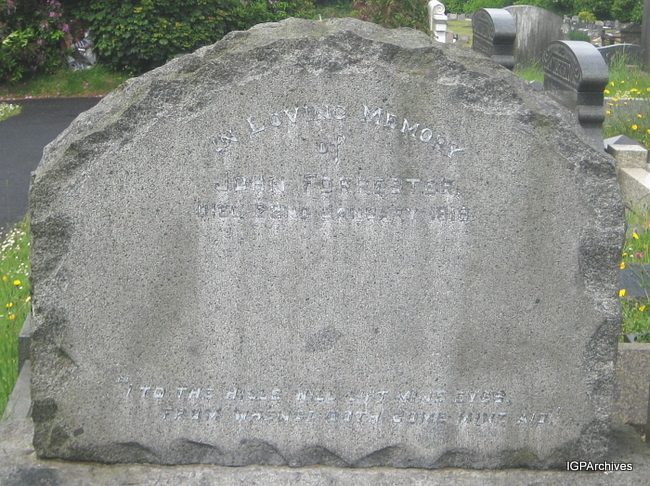 IN LOVING MEMORY
OF
JOHN FORRESTER,
DIED 22ND JANUARY
"I TO THE HILLS WILL LIFT MINE EYES,
FROM WHENCE DOTH COME MINE AID."
IGPArchives